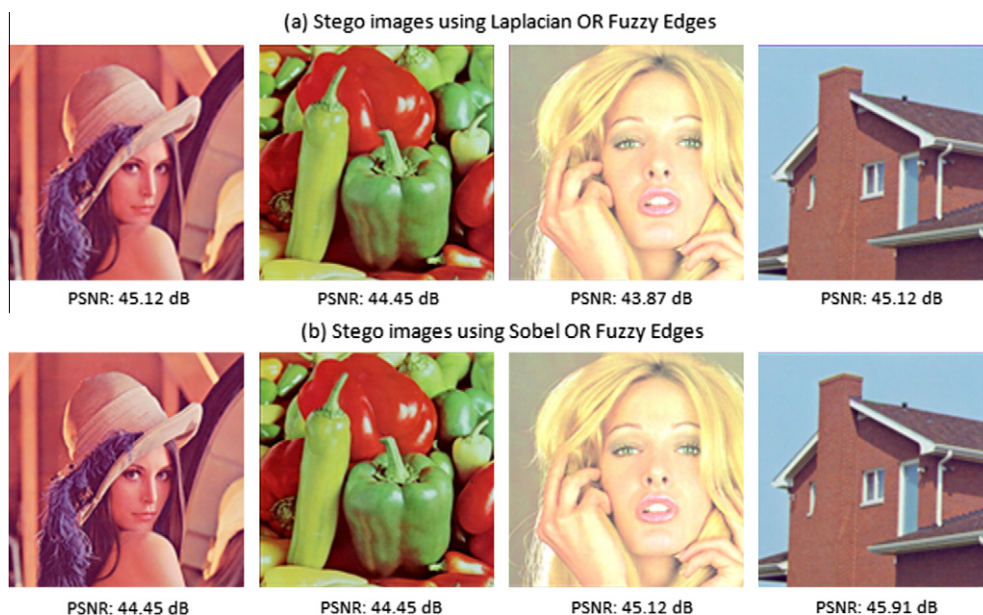 (a) Stego images using Laplacian OR Fuzzy Edges
PSNR: 45.12 dB
PSNR: 44.45 dB
PSNR: 43.87 dB
PSNR: 45.12 dB
(b) Stego images using Sobel OR Fuzzy Edges
PSNR: 44.45 dB
PSNR: 44.45 dB
PSNR: 45.12 dB
PSNR: 45.91 dB